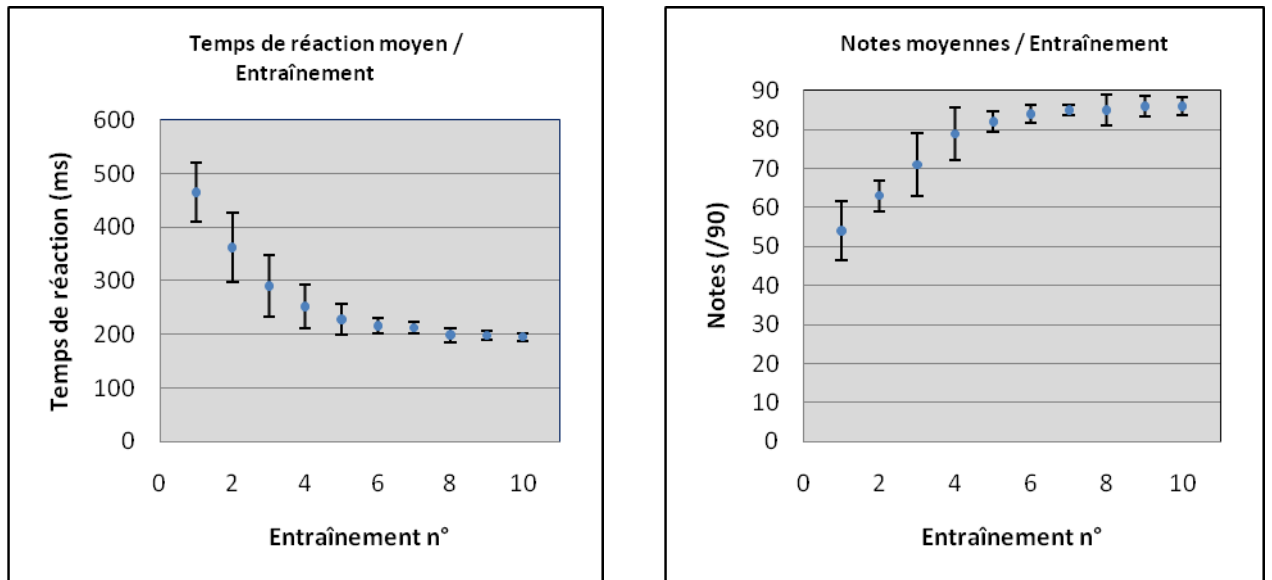 Temps de réaction moyen /
Entraînement
Temps de réaction (ms)
600
500
400
300
200
100
0
0 2 4 6 8 10
Entraînement n°
Notes moyennes / Entraînement
Notes (/90)
90
80
70
60
50
40
30
20
10
0
0 2 4 6 8 10
Entraînement n°